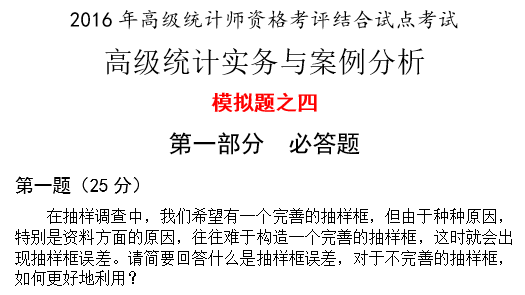 2016 年高级统计师资格考评结合试点考试
高级统计实务与案例分析
模拟题之四
第一部分　必答题
第一题（25 分）
在抽样调查中，我们希望有一个完善的抽样框，但由于种种原因，
特别是资料方面的原因，往往难于构造一个完善的抽样框，这时就会出
现抽样框误差。请简要回答什么是抽样框误差，对于不完善的抽样框，
如何更好地利用？